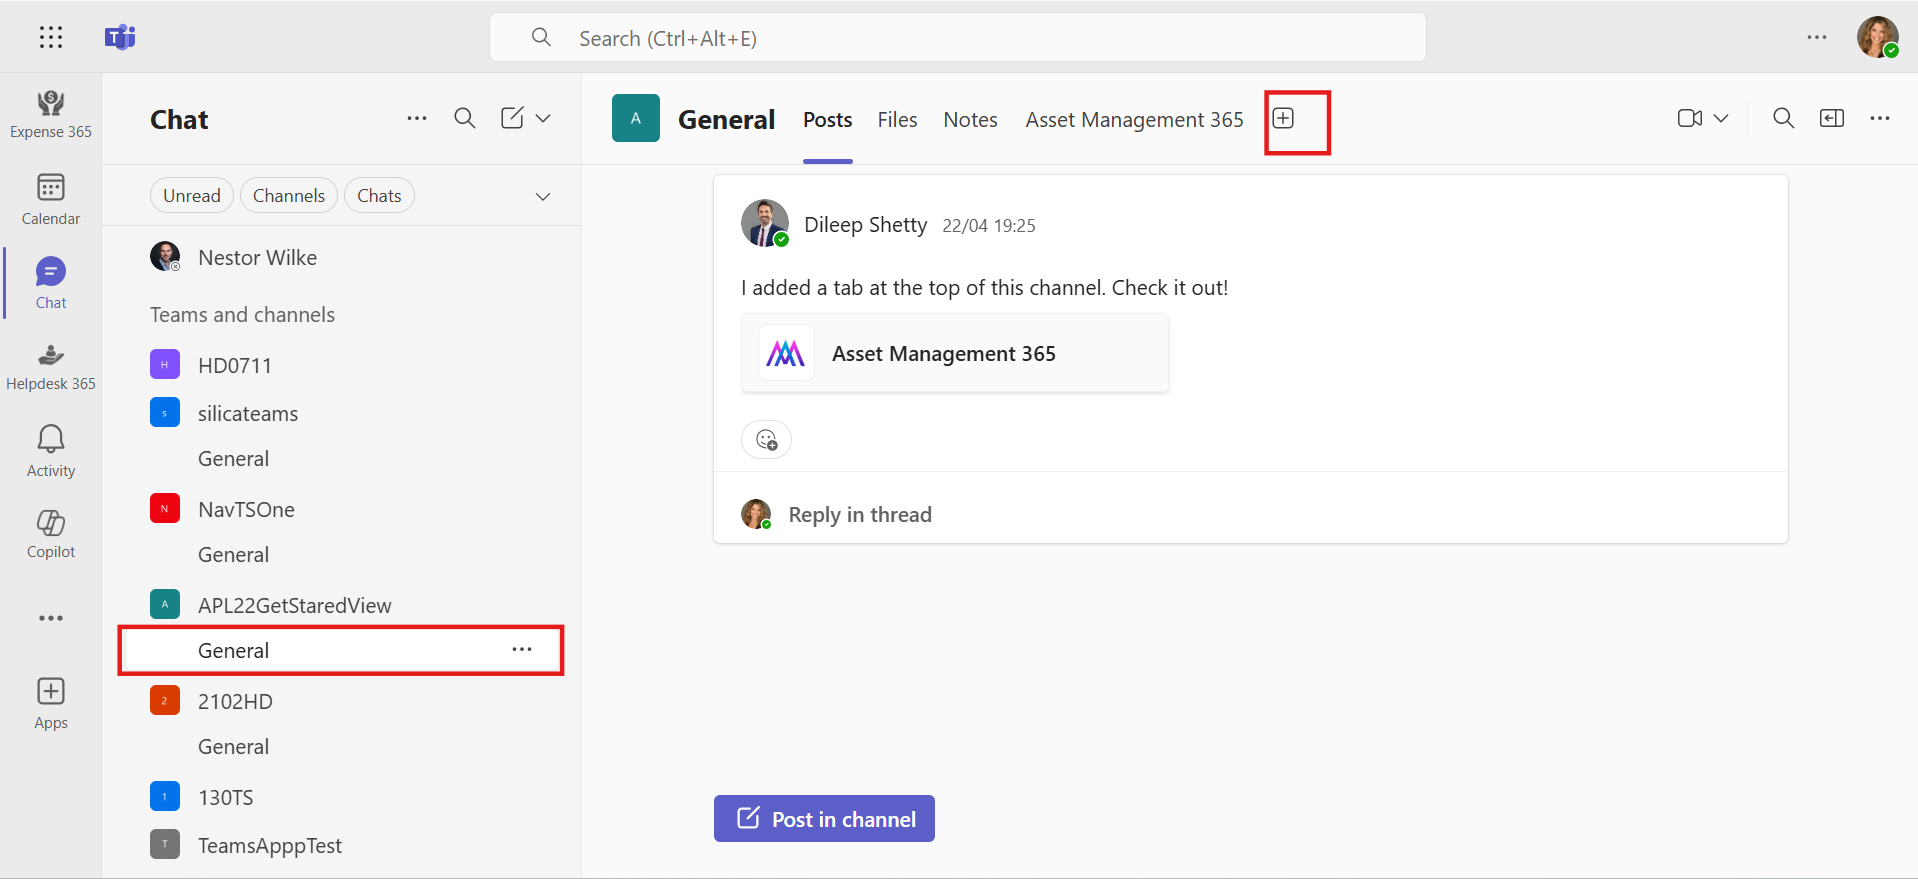 Search (Ctrl+Alt+E)
Expense 365
Calendar
Chat
Helpdesk 365
Activity
Copilot
Apps
Chat
Unread
Channels
Chats
Nestor Wilke
Teams and channels
H HD0711
s silicateams
General
N NavTSOne
General
A APL22GetStaredView
General
2 2102HD
General
1 130TS
T TeamsApppTest
A General Posts Files Notes Asset Management 365
Dileep Shetty 22/04 19:25
I added a tab at the top of this channel. Check it out!
Asset Management 365
Reply in thread
Post in channel